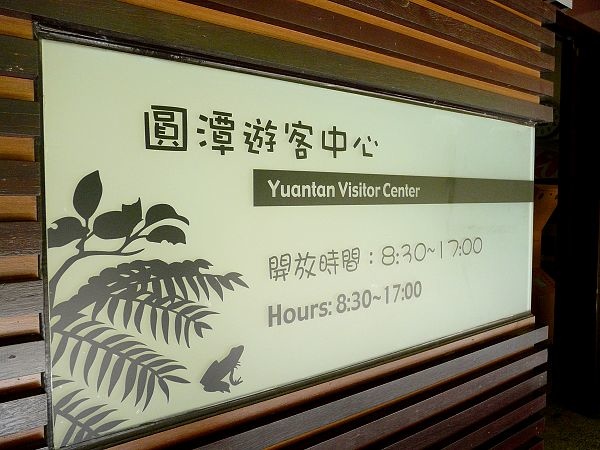 圓潭遊客中心
Yuantan Visitor Center
開放時間：8:30~17:00
Hours: 8:30~17:00